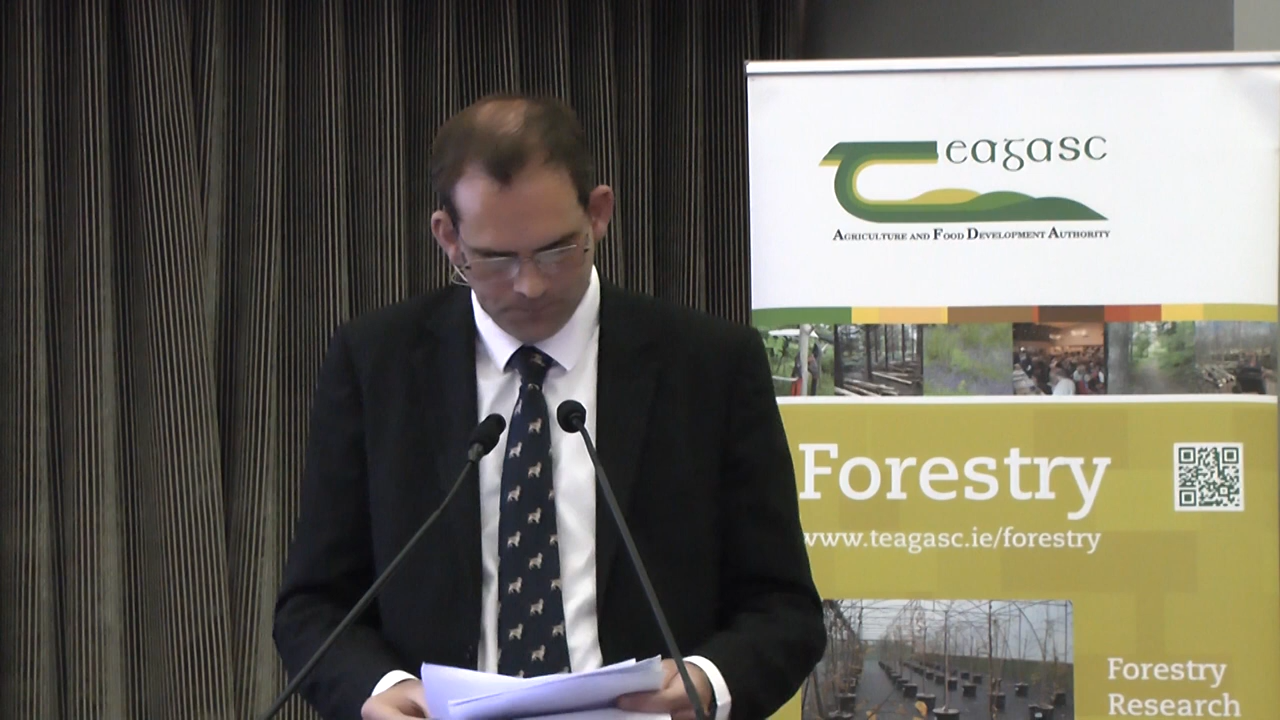 Teagasc
AGRICULTURE AND FOOD DEVELOPMENT AUTHORITY
Forestry
www.teagasc.ie/forestry
Forestry
Research